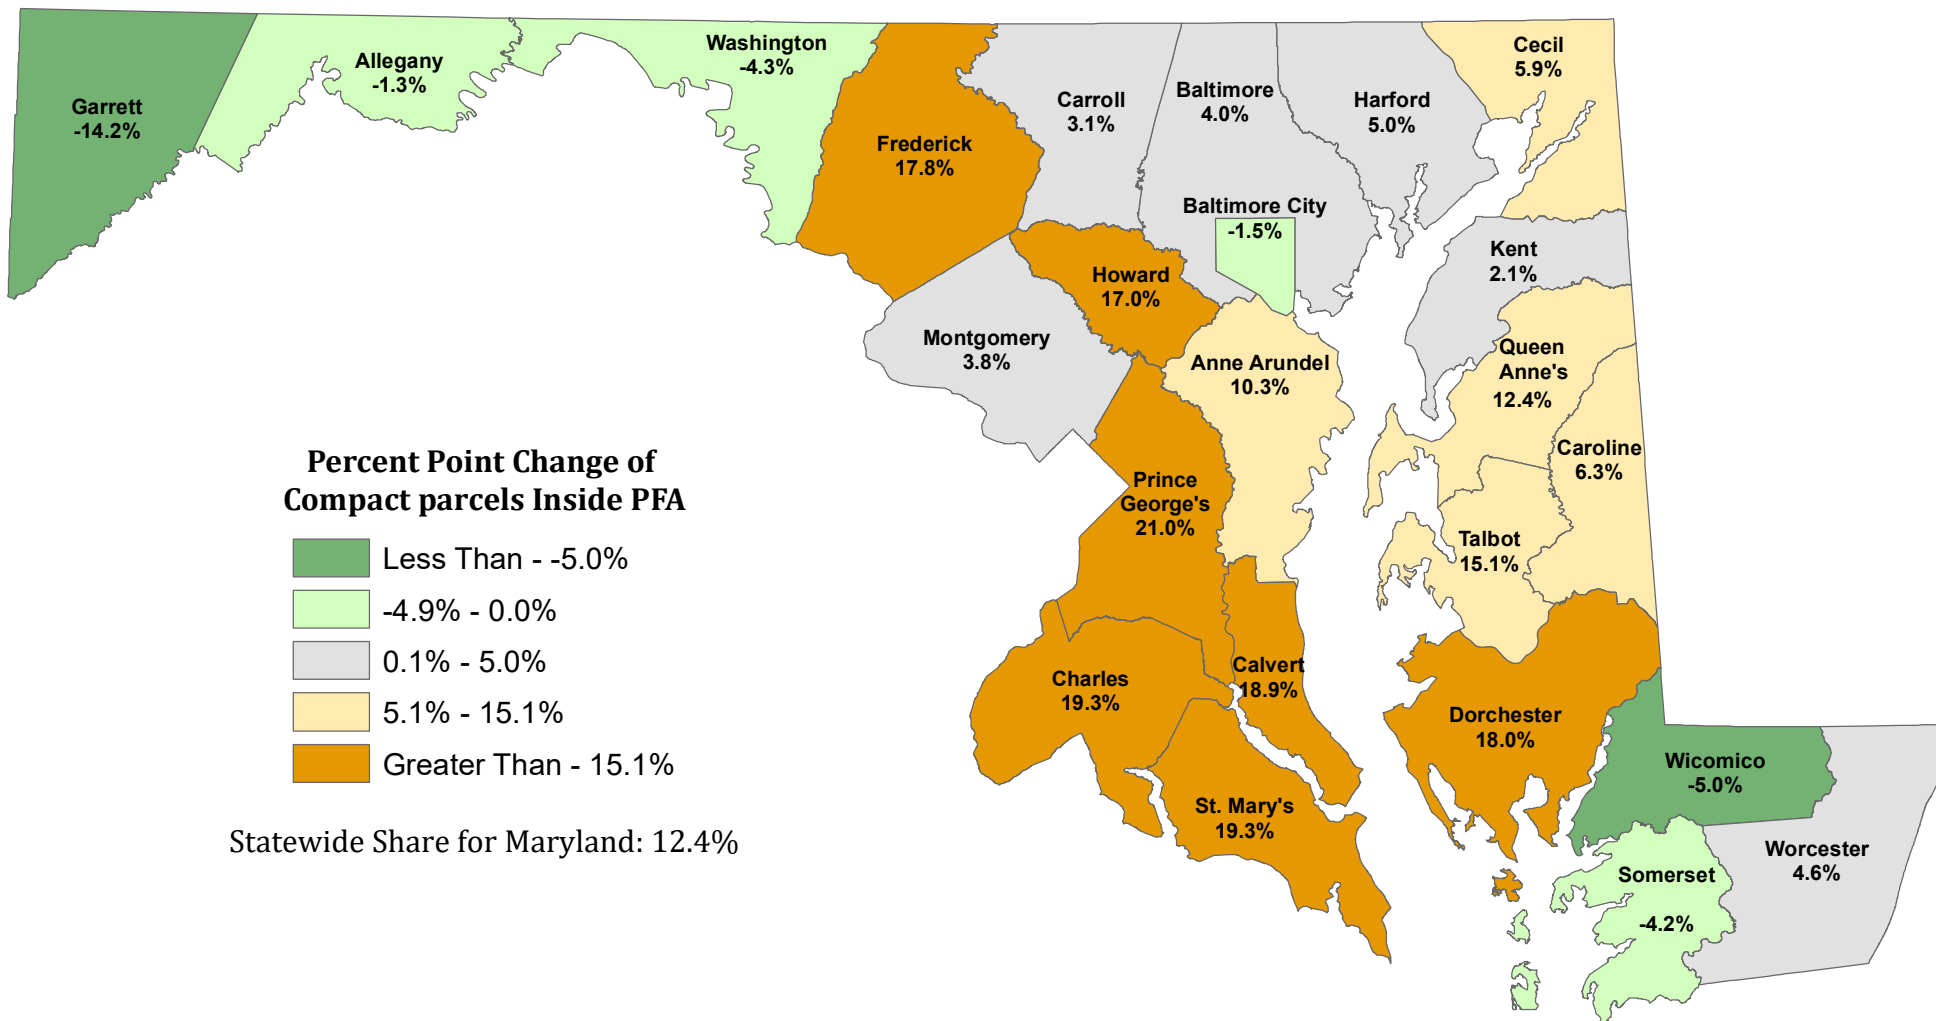 Garrett
-14.2%
Allegany
-1.3%
Washington
-4.3%
Frederick
17.8%
Carroll
3.1%
Baltimore
4.0%
Harford
5.0%
Cecil
5.9%
Baltimore City
-1.5%
Howard
17.0%
Kent
2.1%
Montgomery
3.8%
Anne Arundel
10.3%
Queen
Anne's
12.4%
Caroline
6.3%
Prince
George's
21.0%
Talbot
15.1%
Charles
19.3%
Calvert
18.9%
Dorchester
18.0%
Wicomico
-5.0%
St. Mary's
19.3%
Worcester
4.6%
Somerset
-4.2%
Percent Point Change of
Compact parcels Inside PFA
Less Than - -5.0%
-4.9% - 0.0%
0.1% - 5.0%
5.1% - 15.1%
Greater Than - 15.1%
Statewide Share for Maryland: 12.4%